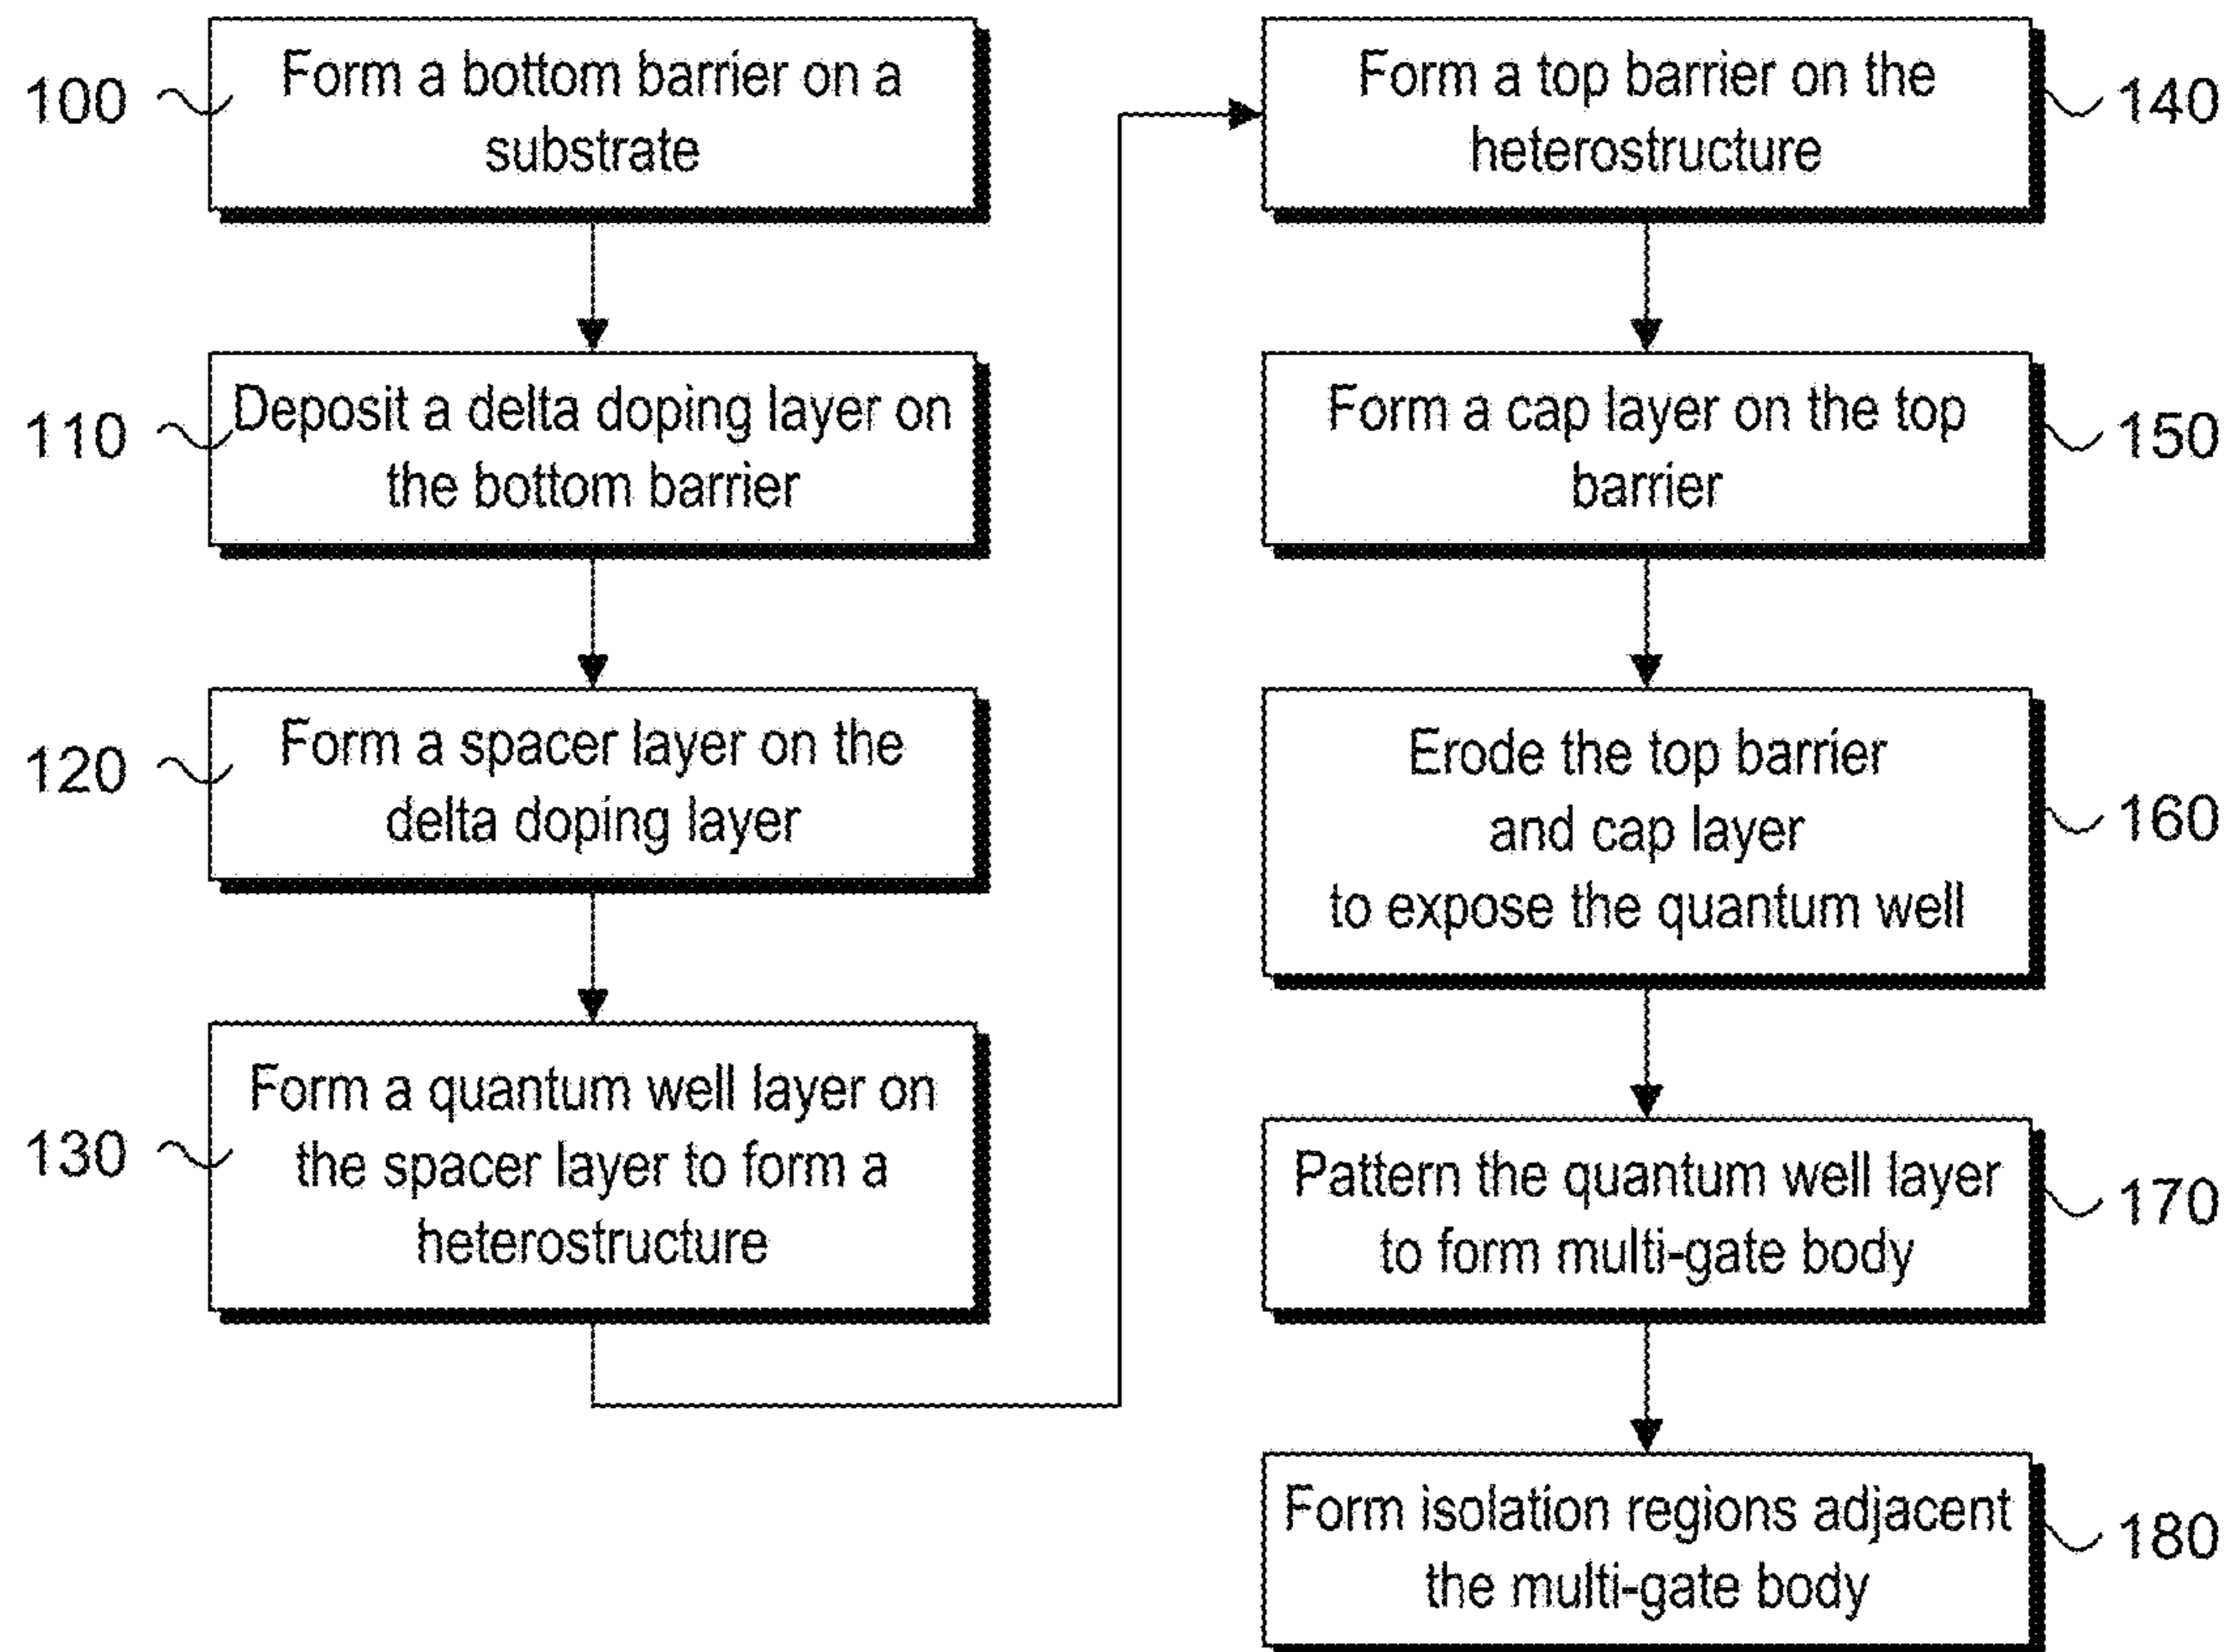 100
Form a bottom barrier on a
substrate
110
Deposit a delta doping layer on
the bottom barrier
120
Form a spacer layer on the
delta doping layer
130
Form a quantum well layer on
the spacer layer to form a
heterostructure
Form a top barrier on the
heterostructure
140
Form a cap layer on the top
barrier
150
Erode the top barrier
and cap layer
to expose the quantum well
160
Pattern the quantum well layer
to form multi-gate body
170
Form isolation regions adjacent
the multi-gate body
180